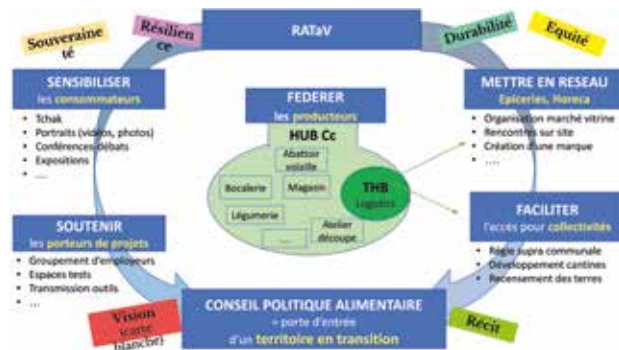 Souveraine
té
Résilien
ce
RATaV
Durabilité
Equité
SENSIBILISER
les consommateurs
• Tchak
• Portraits (vidéos, photos)
• Conférences-débats
• Expositions
• ....
FEDERER
les producteurs
HUB Cc
Abattoir
volaille
Bocalerie
Magasin
Légumerie
....
Atelier
découpe
THB
Logistics
METTRE EN RESEAU
Epiceries, Horeca
• Organisation marché vitrine
• Rencontres sur site
• Création d'une marque
• ....
SOUTENIR
les porteurs de projets
• Groupement d'employeurs
• Espaces tests
• Transmission outils
• ...
FACILITER
l'accès pour collectivités
• Régie supra communale
• Développement cantines
• Recensement des terres
Vision
(carte
blanche)
CONSEIL POLITIQUE ALIMENTAIRE
= porte d'entrée
d'un territoire en transition
Récit